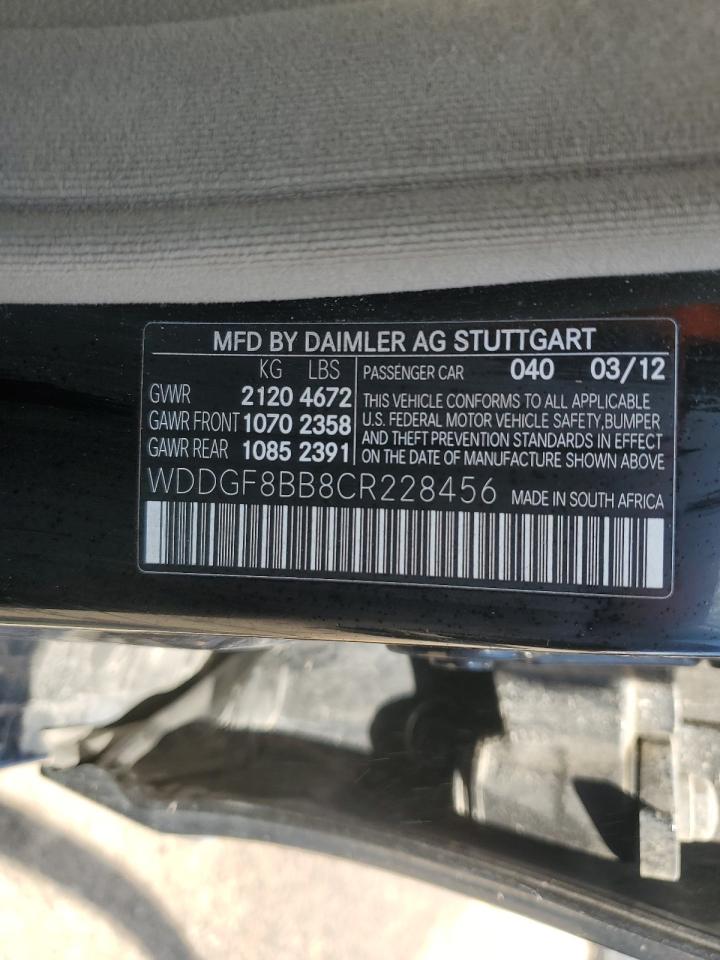 MFD BY DAIMLER AG STUTTGART
KG LBS
GVWR 2120 4672
GAWR FRONT 1070 2358
GAWR REAR 1085 2391
PASSENGER CAR 040 03/12
THIS VEHICLE CONFORMS TO ALL APPLICABLE
U.S. FEDERAL MOTOR VEHICLE SAFETY,BUMPER
AND THEFT PREVENTION STANDARDS IN EFFECT
ON THE DATE OF MANUFACTURE SHOWN ABOVE
WDDGF8BB8CR228456 MADE IN SOUTH AFRICA